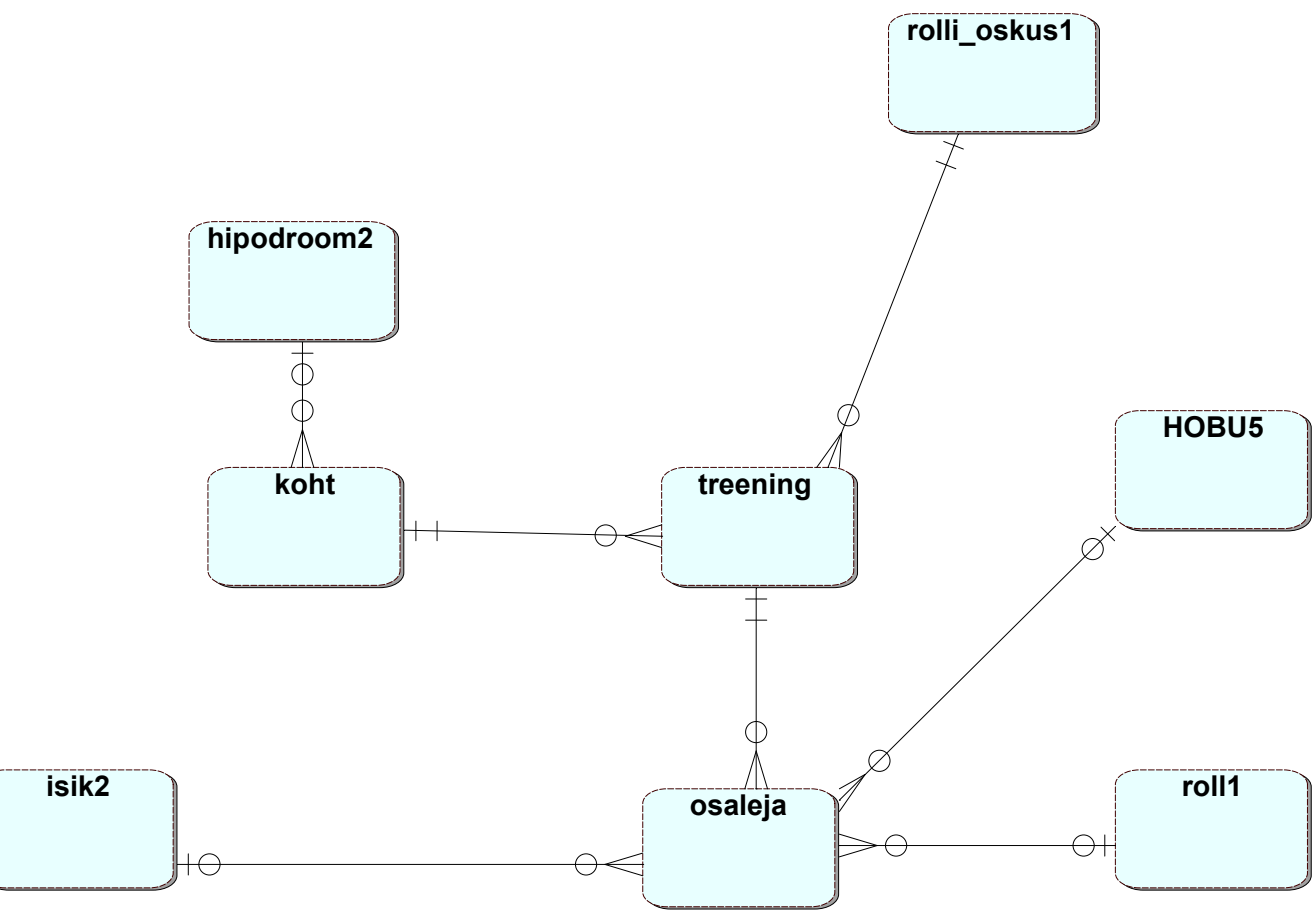 rolli_oskus1
hipodroom2
HOBU5
koht
treening
isik2
osaleja
roll1